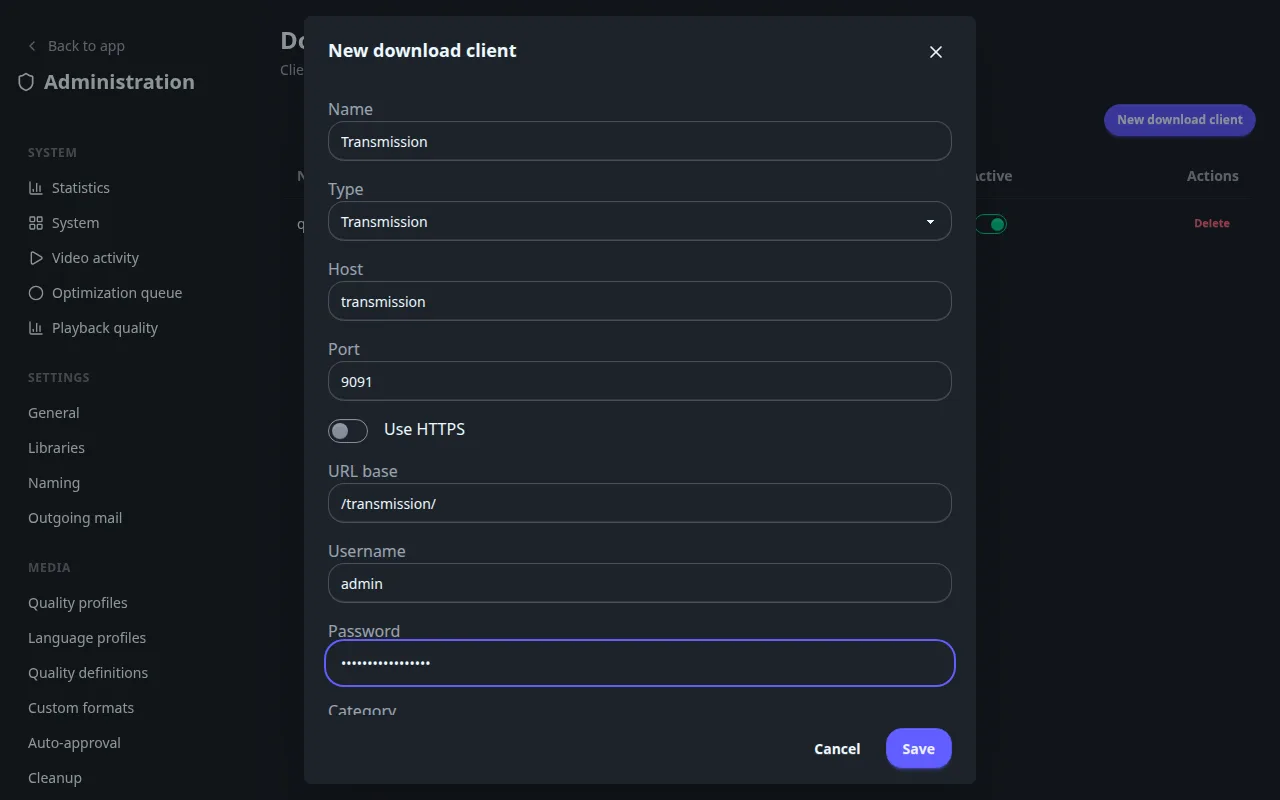 Back to app
Administration
SYSTEM
Statistics
System
Video activity
Optimization queue
Playback quality
SETTINGS
General
Libraries
Naming
Outgoing mail
MEDIA
Quality profiles
Language profiles
Quality definitions
Custom formats
Auto-approval
Cleanup
New download client
Actions
Delete
New download client
Name
Transmission
Type
Transmission
Host
transmission
Port
9091
Use HTTPS
URL base
/transmission/
Username
admin
Password
•••••••••••••••••
Category
Cancel
Save